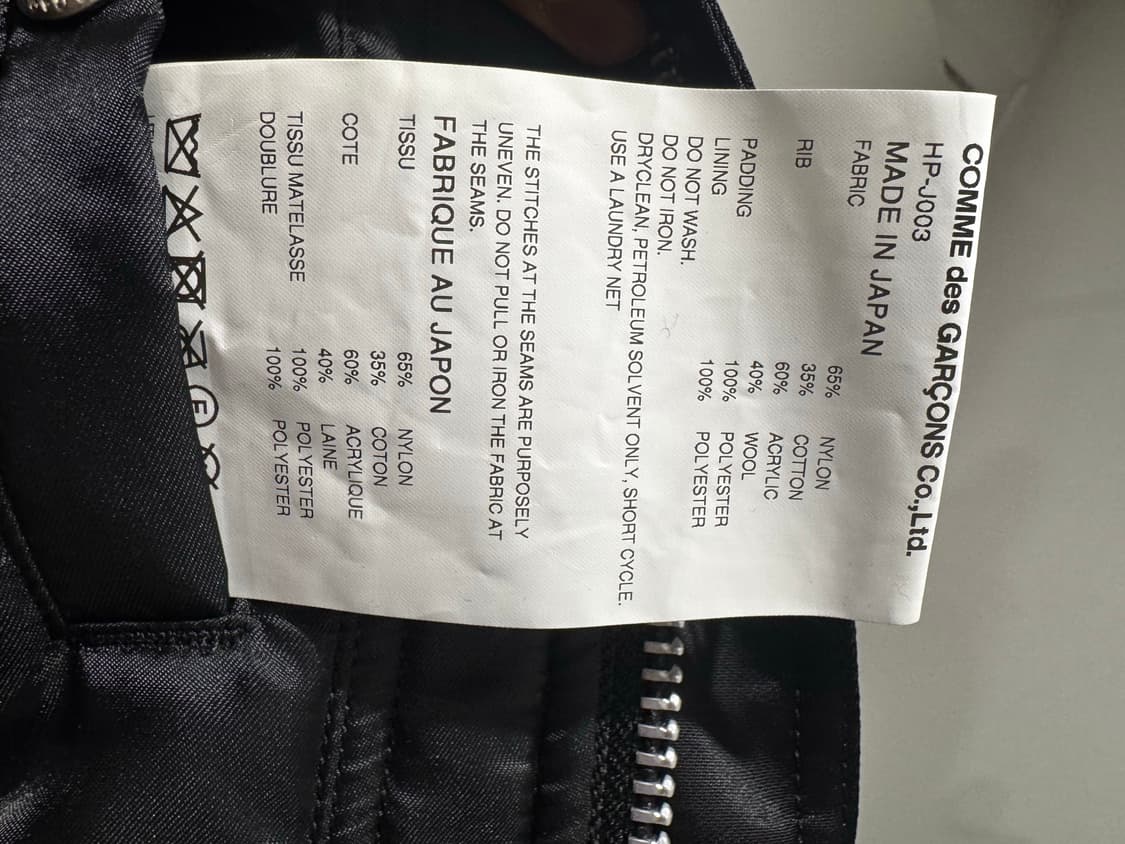 COMME des GARÇONS Co.,Ltd.
HP-J003
MADE IN JAPAN
FABRIC 65% NYLON
35% COTTON
RIB 60% ACRYLIC
40% WOOL
PADDING 100% POLYESTER
LINING 100% POLYESTER
DO NOT WASH.
DO NOT IRON.
DRYCLEAN, PETROLEUM SOLVENT ONLY, SHORT CYCLE.
USE A LAUNDRY NET
THE STITCHES AT THE SEAMS ARE PURPOSELY
UNEVEN. DO NOT PULL OR IRON THE FABRIC AT
THE SEAMS.
FABRIQUE AU JAPON
TISSU 65% NYLON
35% COTON
COTE 60% ACRYLIQUE
40% LAINE
TISSU MATELASSE 100% POLYESTER
DOUBLURE 100% POLYESTER
F